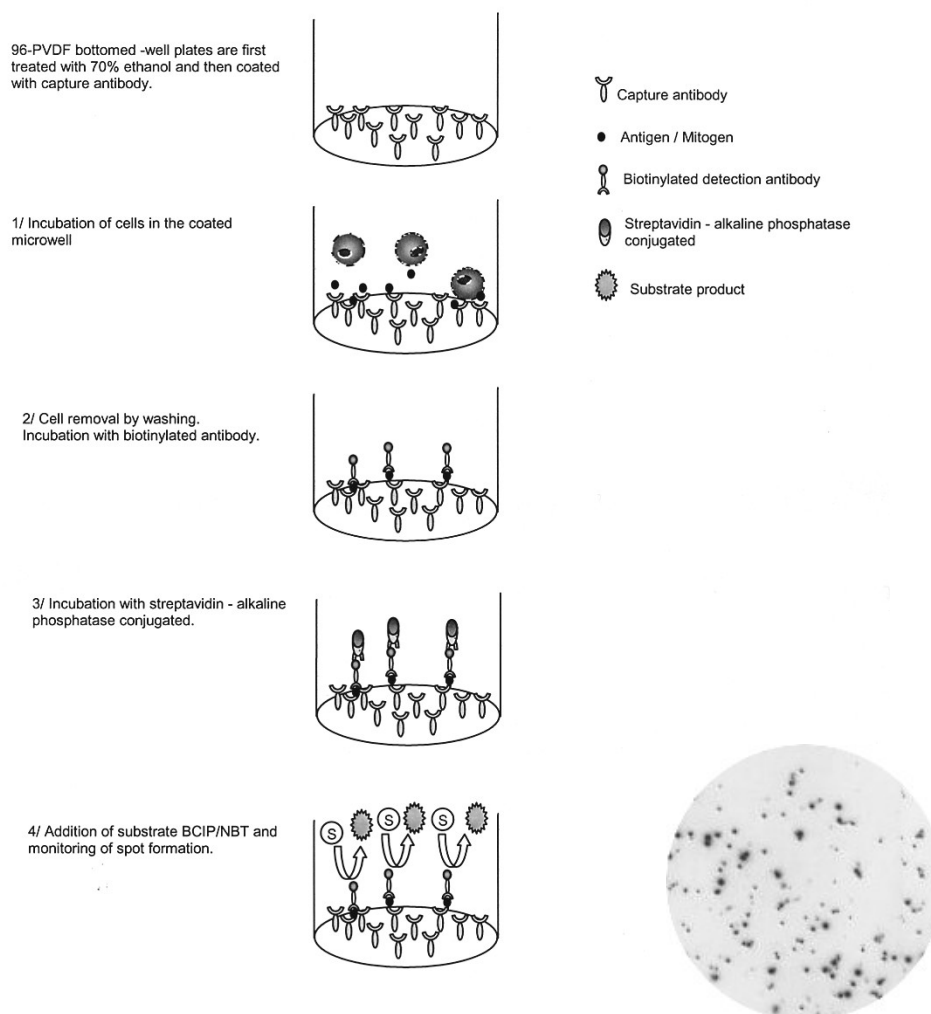 96-PVDF bottomed -well plates are first
treated with 70% ethanol and then coated
with capture antibody.
Capture antibody
Antigen / Mitogen
Biotinylated detection antibody
Streptavidin - alkaline phosphatase
conjugated
Substrate product
1/ Incubation of cells in the coated
microwell
2/ Cell removal by washing.
Incubation with biotinylated antibody.
3/ Incubation with streptavidin - alkaline
phosphatase conjugated.
4/ Addition of substrate BCIP/NBT and
monitoring of spot formation.
S
S
S